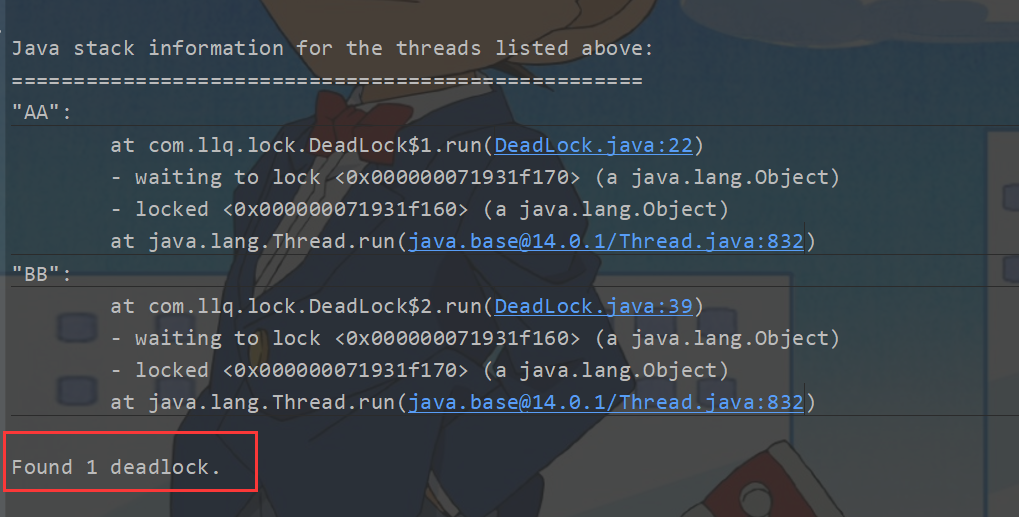 Java stack information for the threads listed above:
===================================================
"AA":
        at com.llq.lock.DeadLock$1.run(DeadLock.java:22)
        - waiting to lock <0x000000071931f170> (a java.lang.Object)
        - locked <0x000000071931f160> (a java.lang.Object)
        at java.lang.Thread.run(java.base@14.0.1/Thread.java:832)
"BB":
        at com.llq.lock.DeadLock$2.run(DeadLock.java:39)
        - waiting to lock <0x000000071931f160> (a java.lang.Object)
        - locked <0x000000071931f170> (a java.lang.Object)
        at java.lang.Thread.run(java.base@14.0.1/Thread.java:832)
Found 1 deadlock.